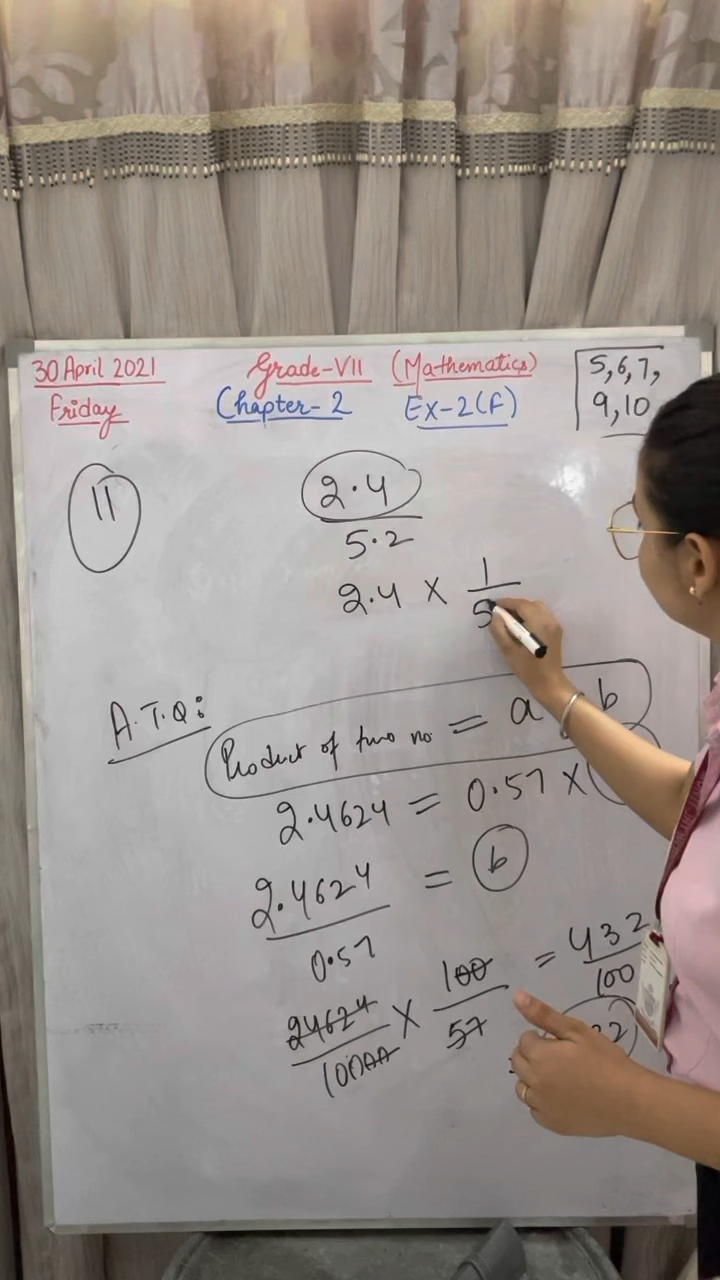 30 April 2021 Grade-VII (Mathematics) 5,6,7,
Friday Chapter-2 Ex-2(F) 9,10
11 2.4
5.2
2.4 × 1
5
A.T.Q:
Product of two no = a b
2.4624 = 0.57 ×
2.4624 = b
0.57
24624 × 100 = 432
10000 57 100